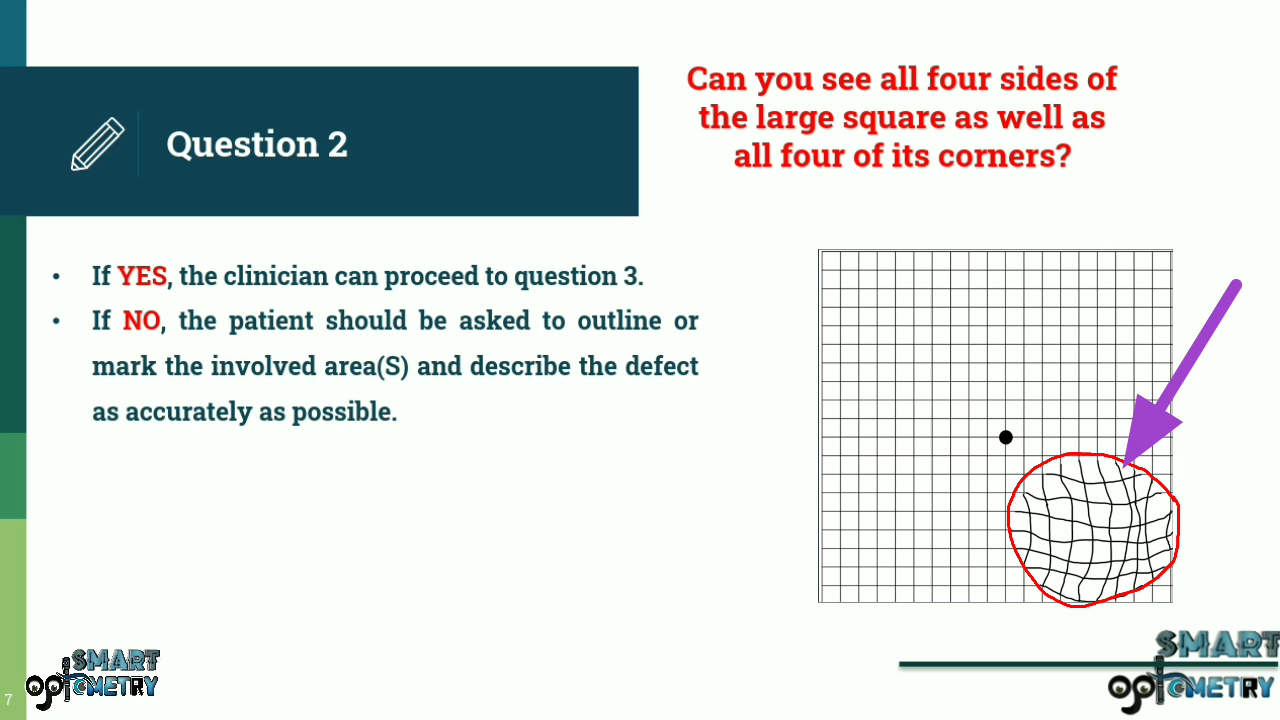 Question 2
Can you see all four sides of
the large square as well as
all four of its corners?
• If YES, the clinician can proceed to question 3.
• If NO, the patient should be asked to outline or
mark the involved area(S) and describe the defect
as accurately as possible.
7
SMART
OPTOMETRY
SMART
OPTOMETRY